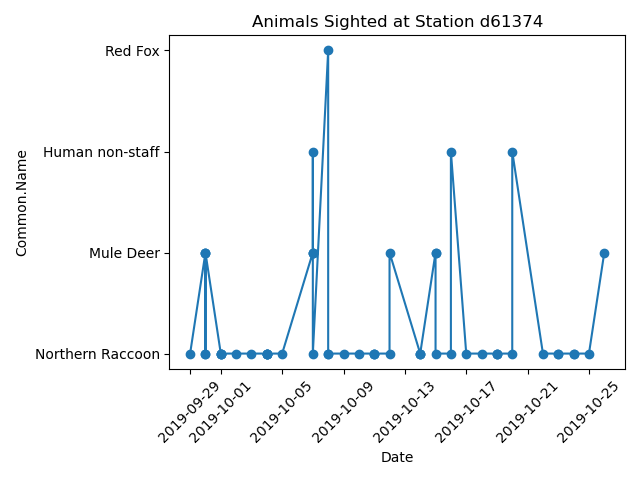 Animals Sighted at Station d61374
Common.Name
Red Fox
Human non-staff
Mule Deer
Northern Raccoon
2019-09-29
2019-10-01
2019-10-05
2019-10-09
2019-10-13
2019-10-17
2019-10-21
2019-10-25
Date